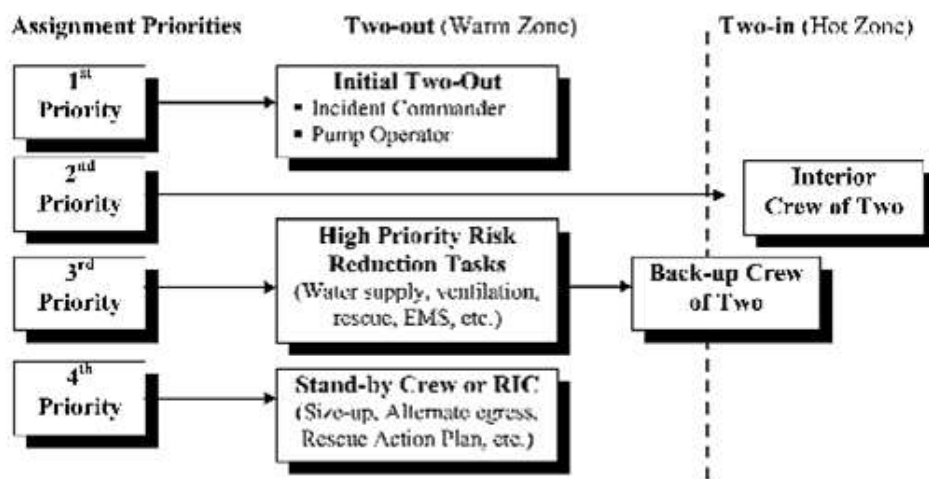 Assignment Priorities
Two-out (Warm Zone)
Two-in (Hot Zone)
1st
Priority
Initial Two-Out
▪ Incident Commander
▪ Pump Operator
2nd
Priority
Interior
Crew of Two
3rd
Priority
High Priority Risk
Reduction Tasks
(Water supply, ventilation,
rescue, EMS, etc.)
Back-up Crew
of Two
4th
Priority
Stand-by Crew or RIC
(Size-up, Alternate egress,
Rescue Action Plan, etc.)